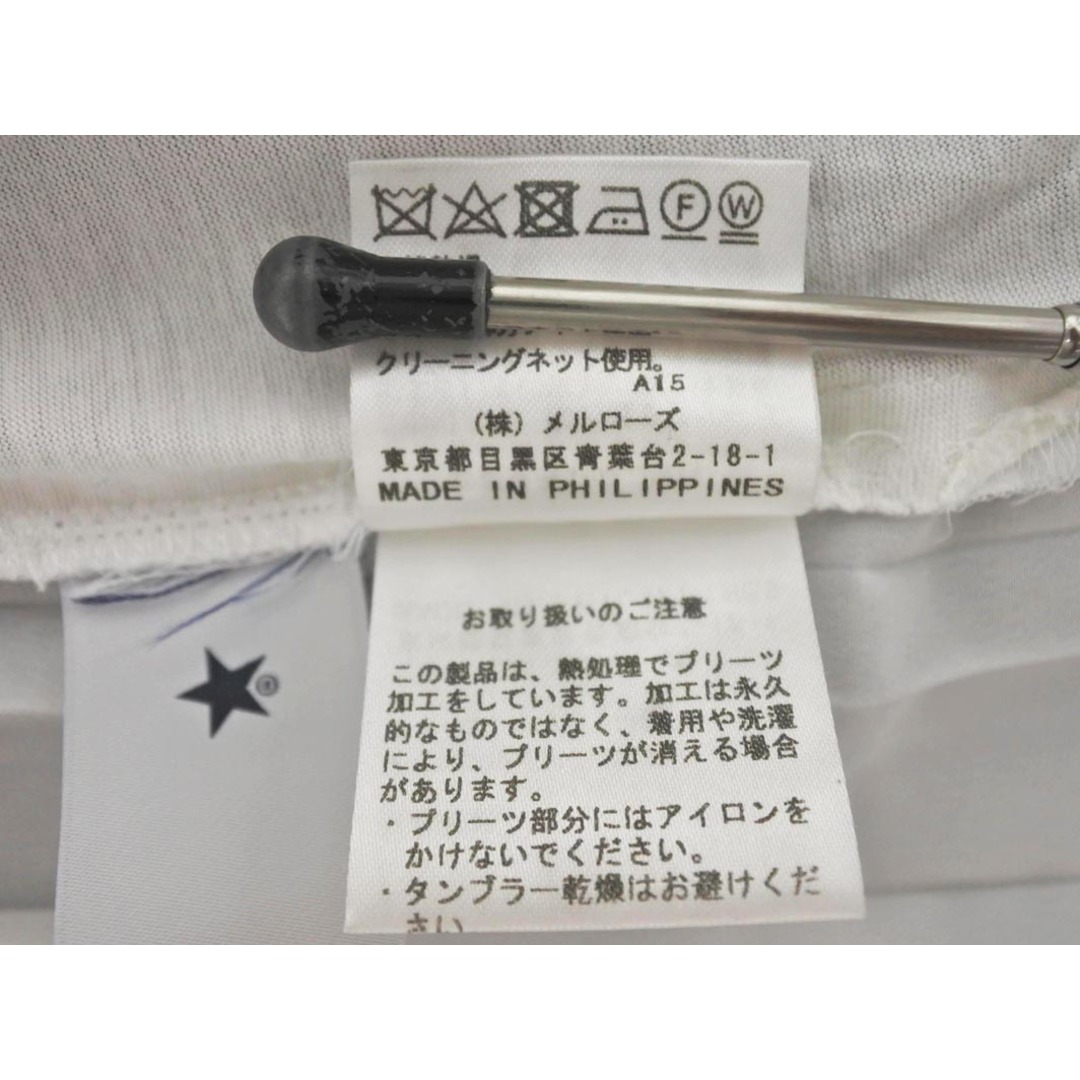 F W
クリーニングネット使用。
A15
(株) メルローズ
東京都目黒区青葉台2-18-1
MADE IN PHILIPPINES
お取り扱いのご注意
この製品は、熱処理でプリーツ
加工をしています。加工は永久
的なものではなく、着用や洗濯
により、プリーツが消える場合
があります。
・プリーツ部分にはアイロンを
かけないでください。
・タンブラー乾燥はお避けくだ
さい
®